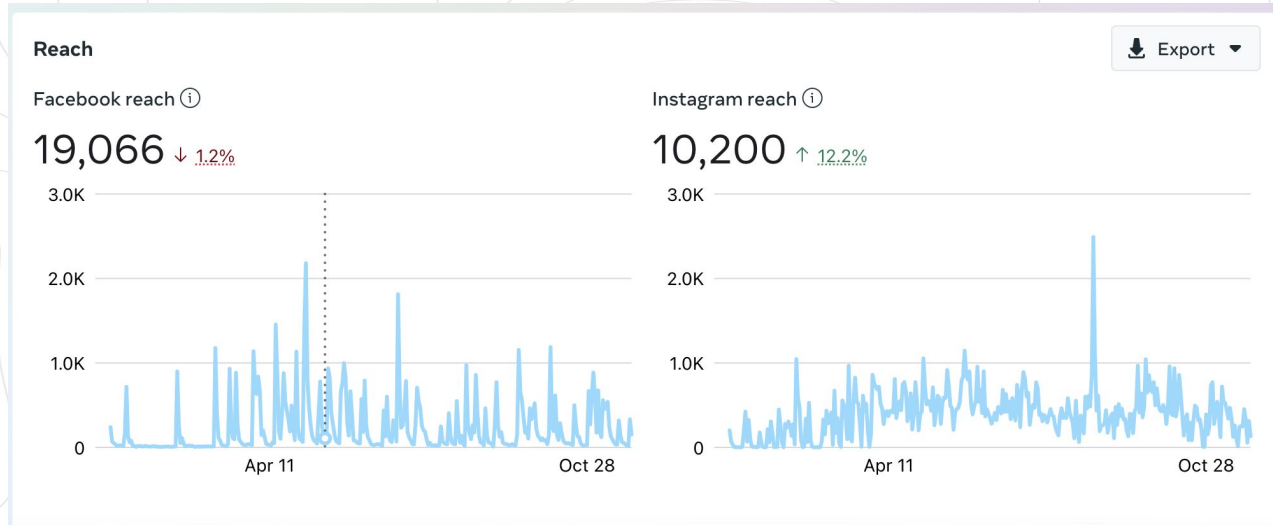 Reach
Export
Facebook reach
19,066 ↓ 1.2%
3.0K
2.0K
1.0K
0
Apr 11 Oct 28
Instagram reach
10,200 ↑ 12.2%
3.0K
2.0K
1.0K
0
Apr 11 Oct 28